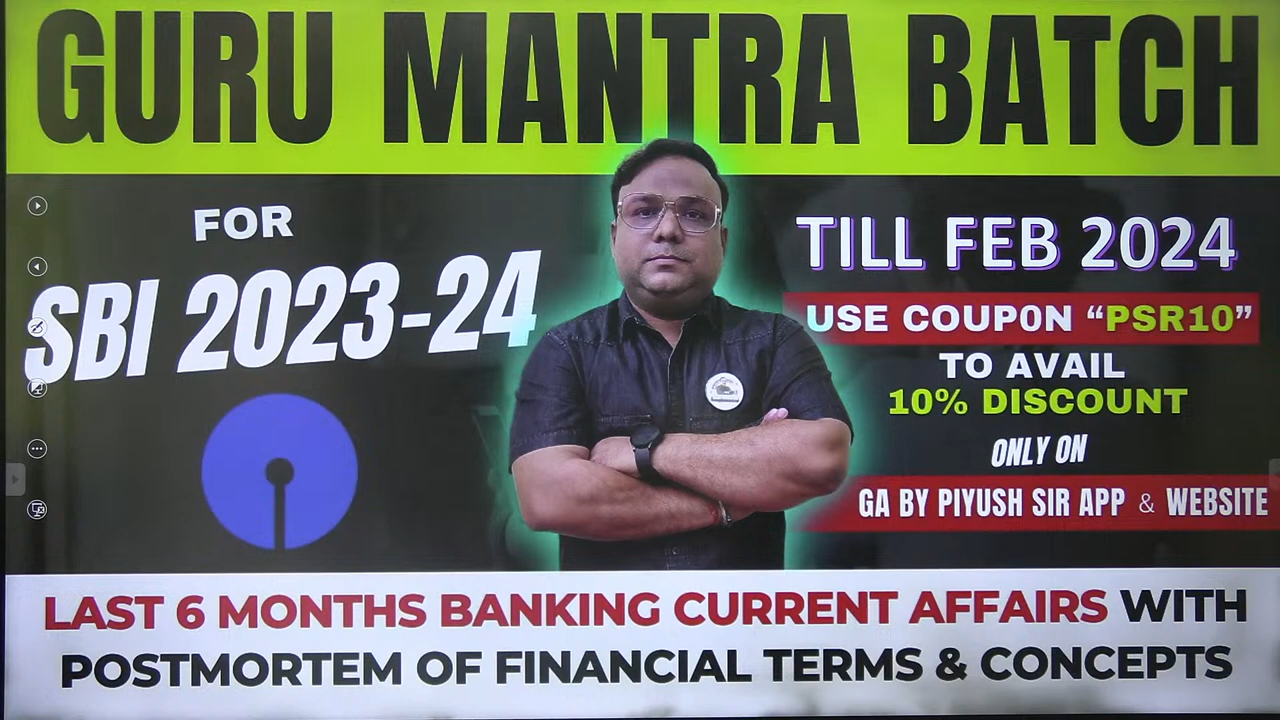 GURU MANTRA BATCH
FOR
SBI 2023-24
TILL FEB 2024
USE COUP0N “PSR10”
TO AVAIL
10% DISCOUNT
ONLY ON
GA BY PIYUSH SIR APP & WEBSITE
LAST 6 MONTHS BANKING CURRENT AFFAIRS WITH
POSTMORTEM OF FINANCIAL TERMS & CONCEPTS